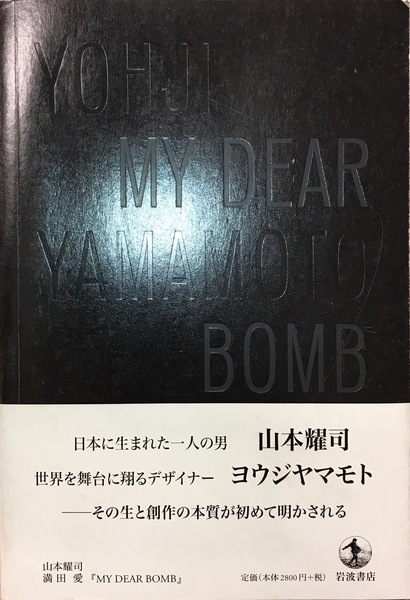 YOHJI
MY DEAR
YAMAMOTO
BOMB
日本に生まれた一人の男 山本耀司
世界を舞台に翔るデザイナー ヨウジヤマモト
——その生と創作の本質が初めて明かされる
山本耀司
満田 愛 『MY DEAR BOMB』
定価(本体2800円+税)
岩波書店